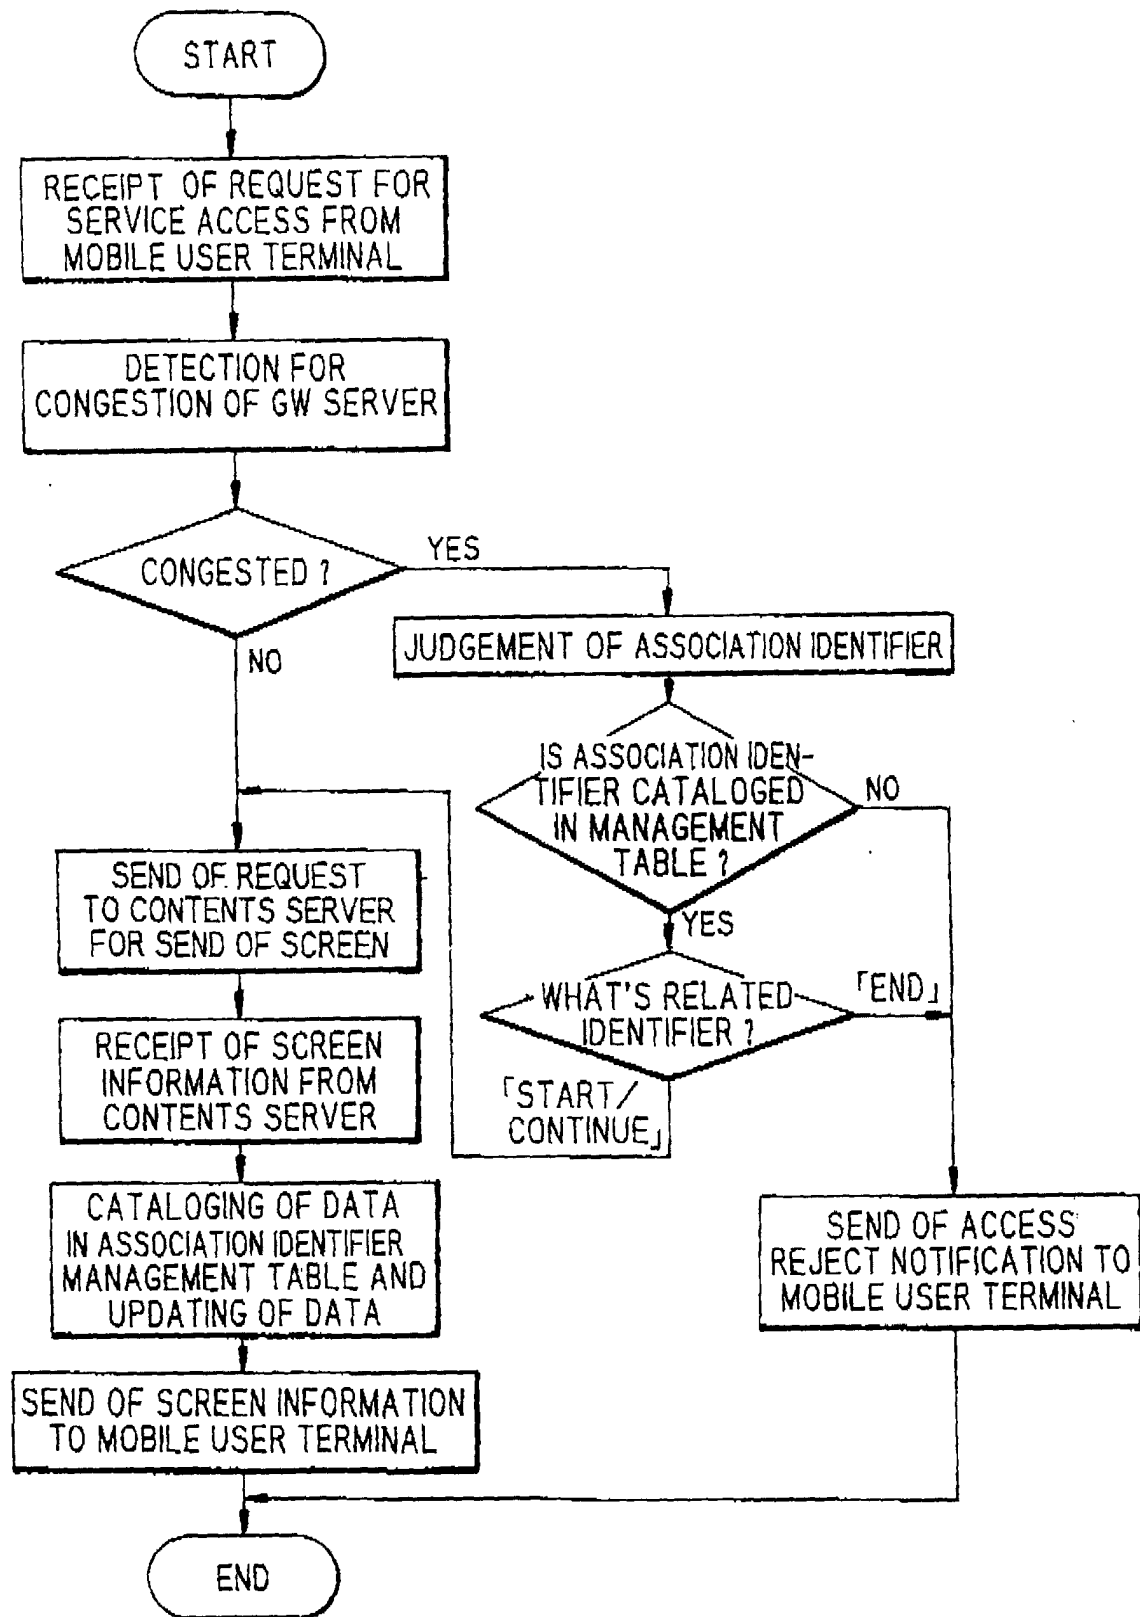 START
RECEIPT OF REQUEST FOR
SERVICE ACCESS FROM
MOBILE USER TERMINAL
DETECTION FOR
CONGESTION OF GW SERVER
CONGESTED ?
YES
NO
JUDGEMENT OF ASSOCIATION IDENTIFIER
IS ASSOCIATION IDEN-
TIFIER CATALOGED
IN MANAGEMENT
TABLE ?
NO
YES
WHAT'S RELATED
IDENTIFIER ?
「END」
「START/
CONTINUE」
SEND OF REQUEST
TO CONTENTS SERVER
FOR SEND OF SCREEN
RECEIPT OF SCREEN
INFORMATION FROM
CONTENTS SERVER
CATALOGING OF DATA
IN ASSOCIATION IDENTIFIER
MANAGEMENT TABLE AND
UPDATING OF DATA
SEND OF ACCESS
REJECT NOTIFICATION TO
MOBILE USER TERMINAL
SEND OF SCREEN INFORMATION
TO MOBILE USER TERMINAL
END